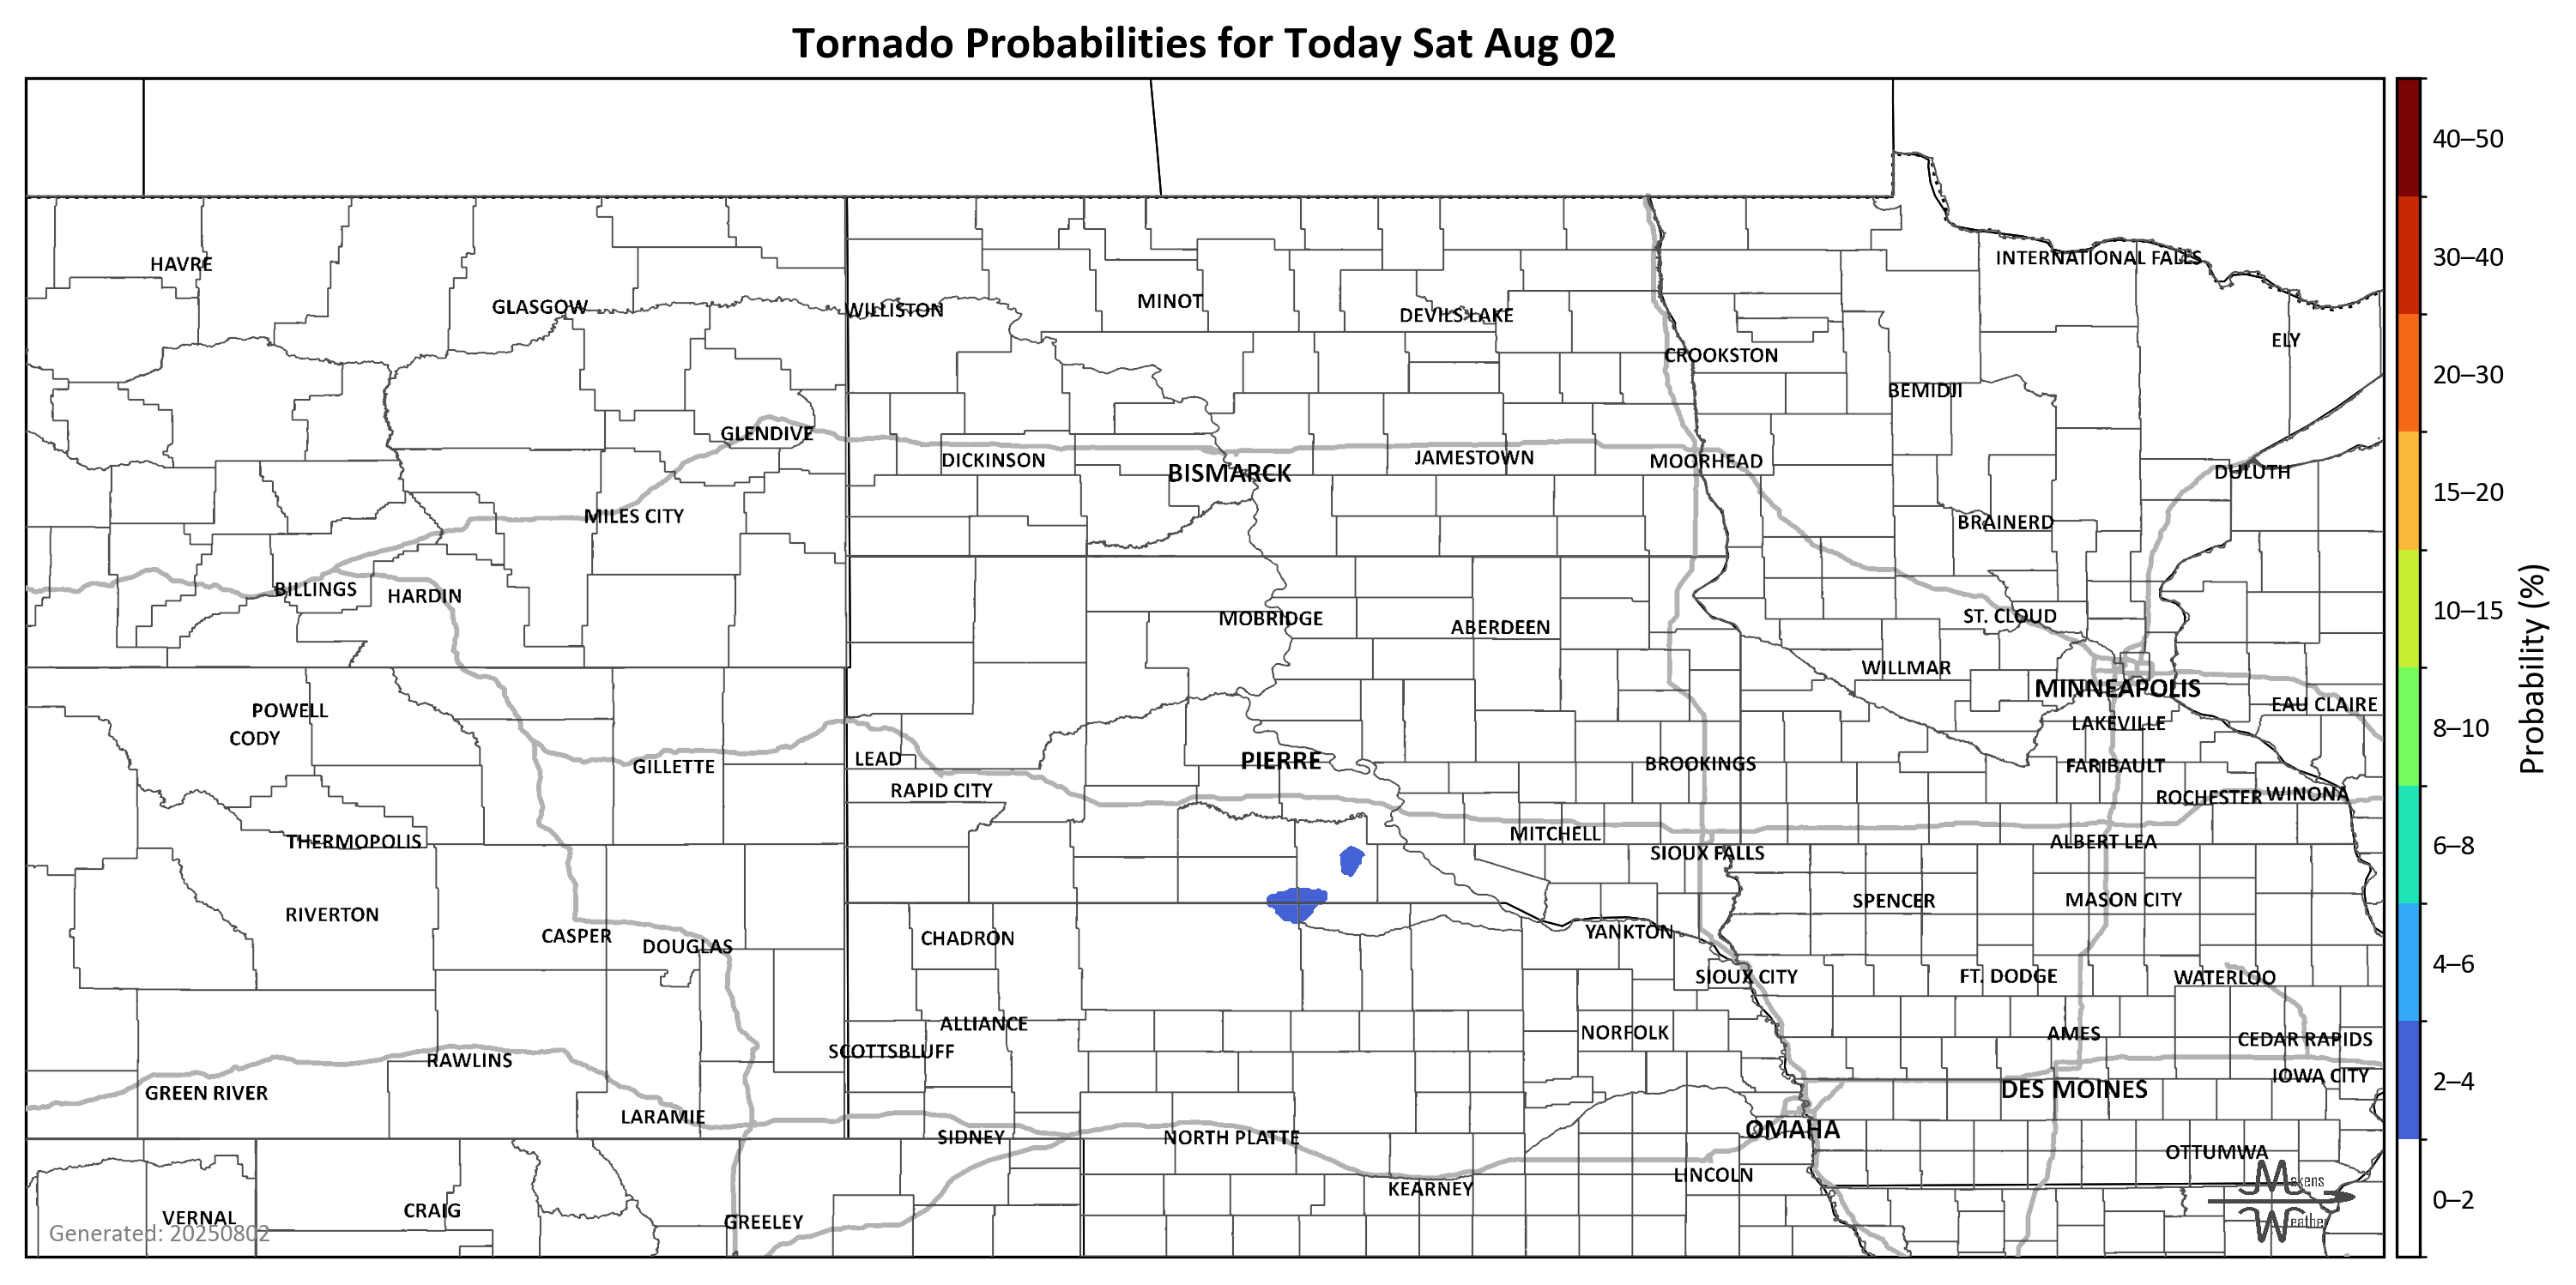 Tornado Probabilities for Today Sat Aug 02
40–50
30–40
20–30
15–20
10–15
8–10
6–8
4–6
2–4
0–2
Probability (%)
HAVRE
INTERNATIONAL FALLS
GLASGOW
WILLISTON
MINOT
DEVILS LAKE
ELY
CROOKSTON
BEMIDJI
GLENDIVE
DICKINSON
BISMARCK
JAMESTOWN
MOORHEAD
DULUTH
MILES CITY
BRAINERD
BILLINGS
HARDIN
MOBRIDGE
ABERDEEN
ST. CLOUD
WILLMAR
MINNEAPOLIS
POWELL
EAU CLAIRE
CODY
LAKEVILLE
GILLETTE
LEAD
PIERRE
BROOKINGS
FARIBAULT
RAPID CITY
ROCHESTER
WINONA
THERMOPOLIS
MITCHELL
ALBERT LEA
SIOUX FALLS
RIVERTON
SPENCER
MASON CITY
CASPER
DOUGLAS
CHADRON
YANKTON
SIOUX CITY
FT. DODGE
WATERLOO
ALLIANCE
NORFOLK
AMES
CEDAR RAPIDS
SCOTTSBLUFF
RAWLINS
IOWA CITY
GREEN RIVER
DES MOINES
LARAMIE
SIDNEY
NORTH PLATTE
OMAHA
OTTUMWA
LINCOLN
KEARNEY
VERNAL
CRAIG
GREELEY
Generated: 20250802
Makens
Weather